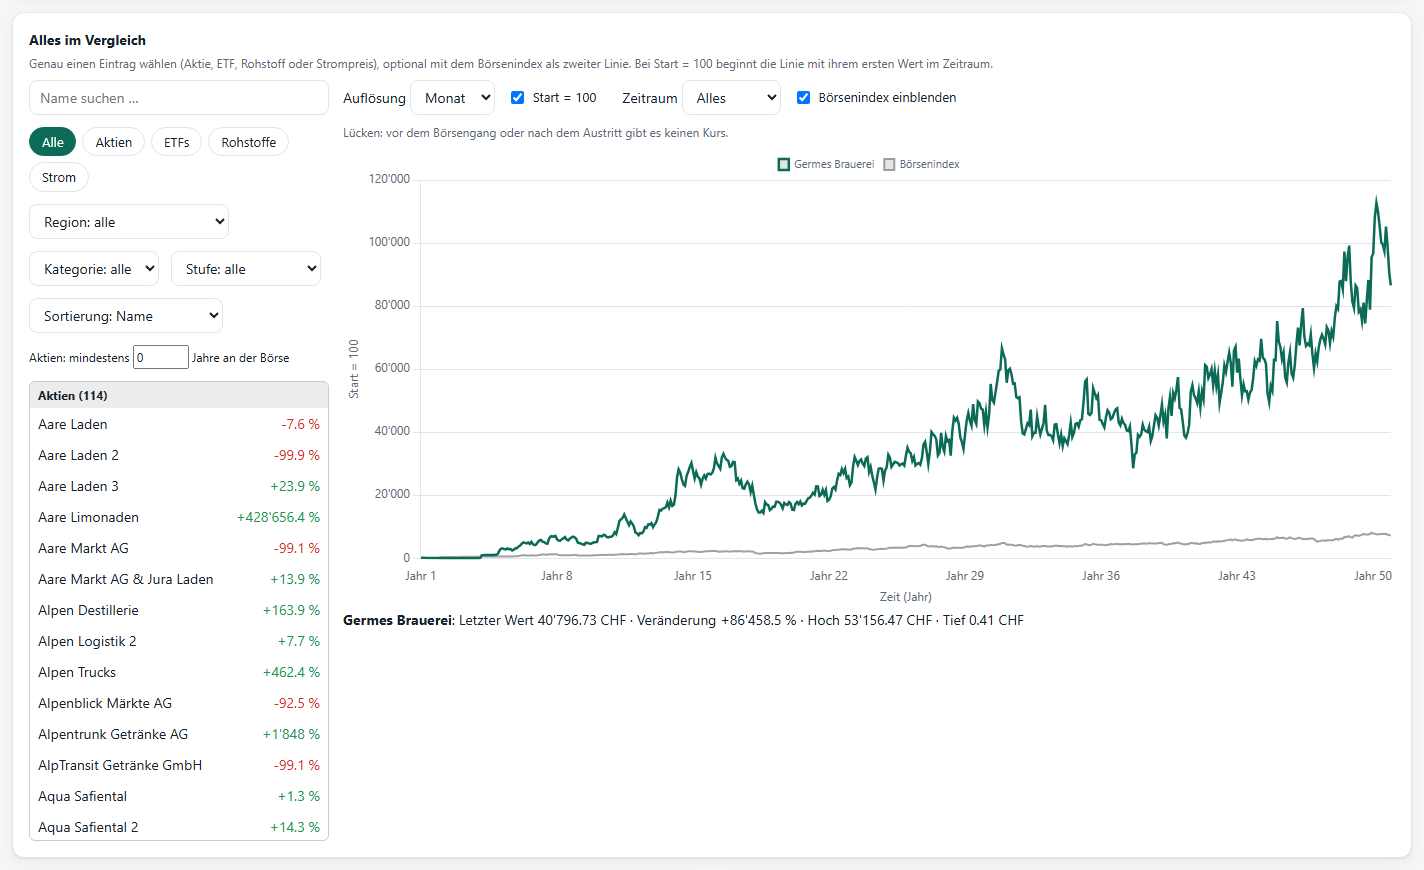 Alles im Vergleich
Genau einen Eintrag wählen (Aktie, ETF, Rohstoff oder Strompreis), optional mit dem Börsenindex als zweiter Linie. Bei Start = 100 beginnt die Linie mit ihrem ersten Wert im Zeitraum.
Name suchen ...
Alle
Aktien
ETFs
Rohstoffe
Strom
Region: alle
Kategorie: alle
Stufe: alle
Sortierung: Name
Aktien: mindestens 0 Jahre an der Börse
Aktien (114)
Aare Laden -7.6 %
Aare Laden 2 -99.9 %
Aare Laden 3 +23.9 %
Aare Limonaden +428'656.4 %
Aare Markt AG -99.1 %
Aare Markt AG & Jura Laden +13.9 %
Alpen Destillerie +163.9 %
Alpen Logistik 2 +7.7 %
Alpen Trucks +462.4 %
Alpenblick Märkte AG -92.5 %
Alpentrunk Getränke AG +1'848 %
AlpTransit Getränke GmbH -99.1 %
Aqua Safiental +1.3 %
Aqua Safiental 2 +14.3 %
Auflösung Monat Start = 100 Zeitraum Alles Börsenindex einblenden
Lücken: vor dem Börsengang oder nach dem Austritt gibt es keinen Kurs.
Germes Brauerei Börsenindex
120'000
100'000
80'000
60'000
40'000
20'000
0
Start = 100
Jahr 1 Jahr 8 Jahr 15 Jahr 22 Jahr 29 Jahr 36 Jahr 43 Jahr 50
Zeit (Jahr)
Germes Brauerei: Letzter Wert 40'796.73 CHF · Veränderung +86'458.5 % · Hoch 53'156.47 CHF · Tief 0.41 CHF